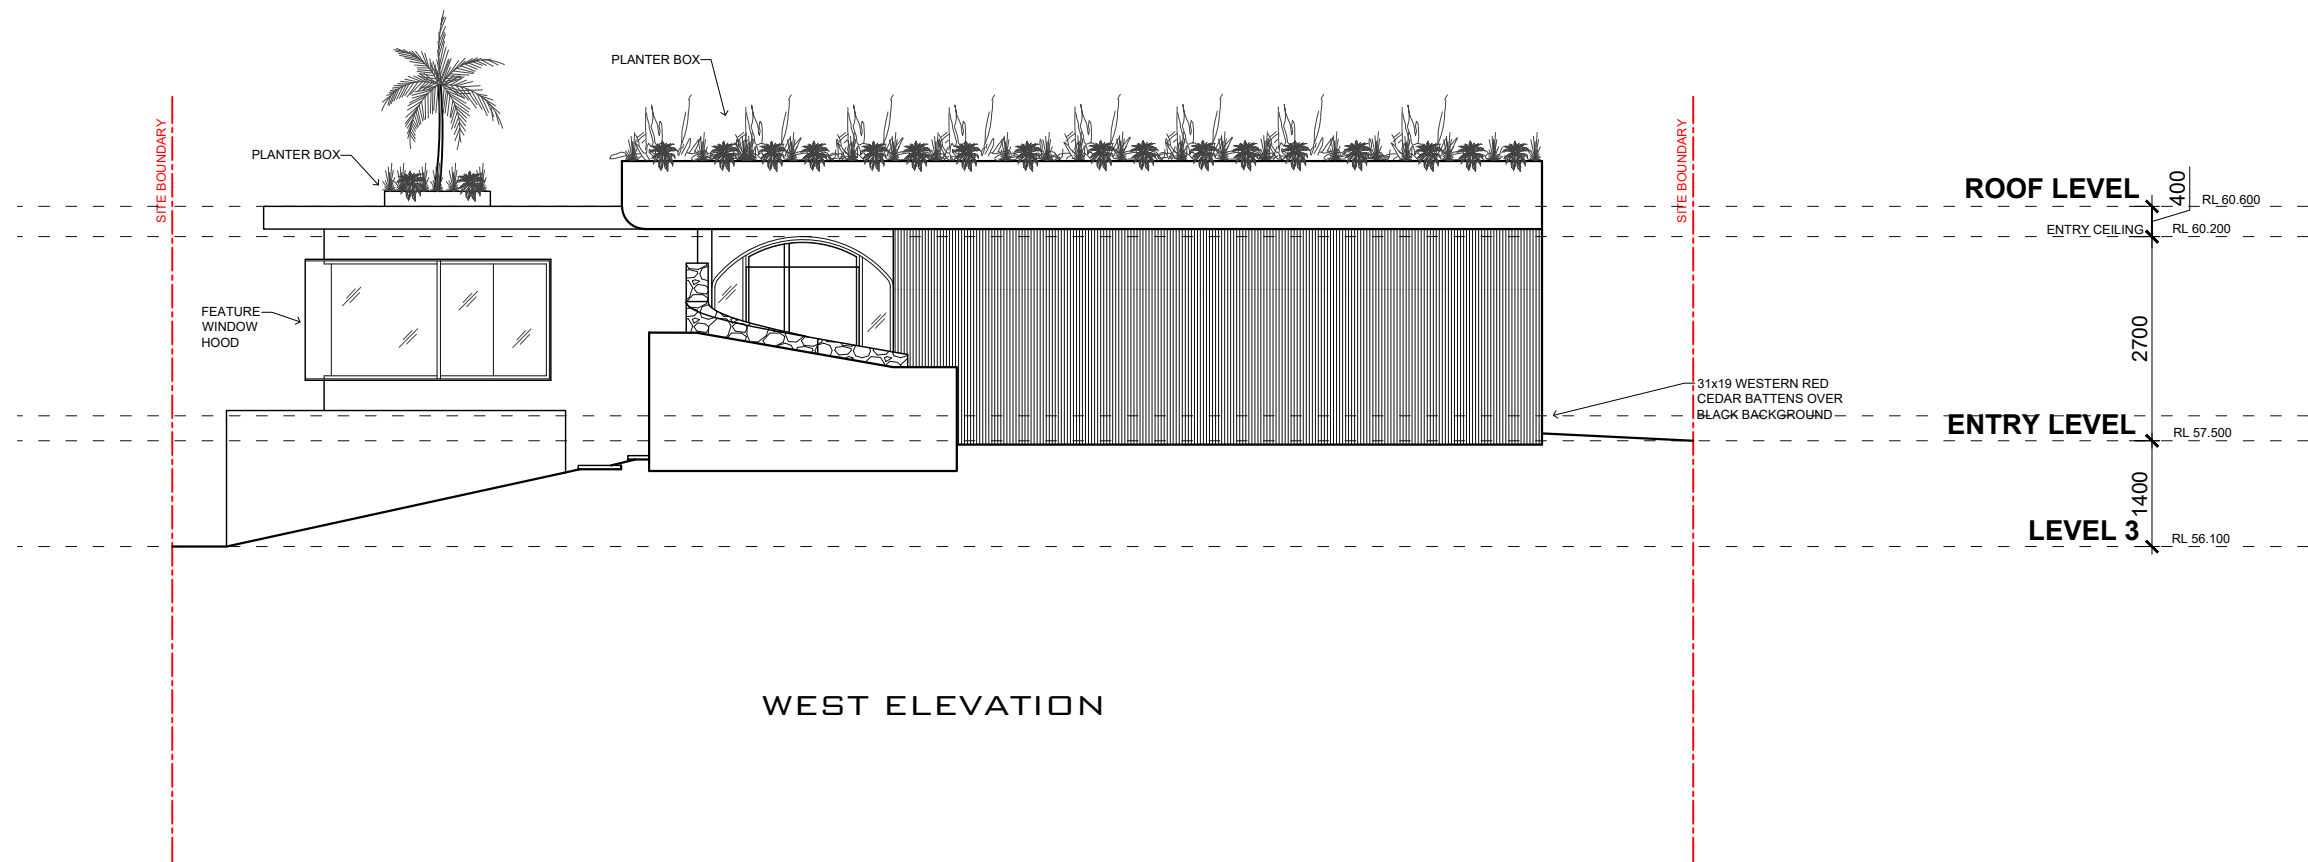 PLANTER BOX
PLANTER BOX
SITE BOUNDARY
SITE BOUNDARY
ROOF LEVEL
400
RL 60.600
ENTRY CEILING
RL 60.200
FEATURE
WINDOW
HOOD
2700
31x19 WESTERN RED
CEDAR BATTENS OVER
BLACK BACKGROUND
ENTRY LEVEL
RL 57.500
1400
LEVEL 3
RL 56.100
WEST ELEVATION